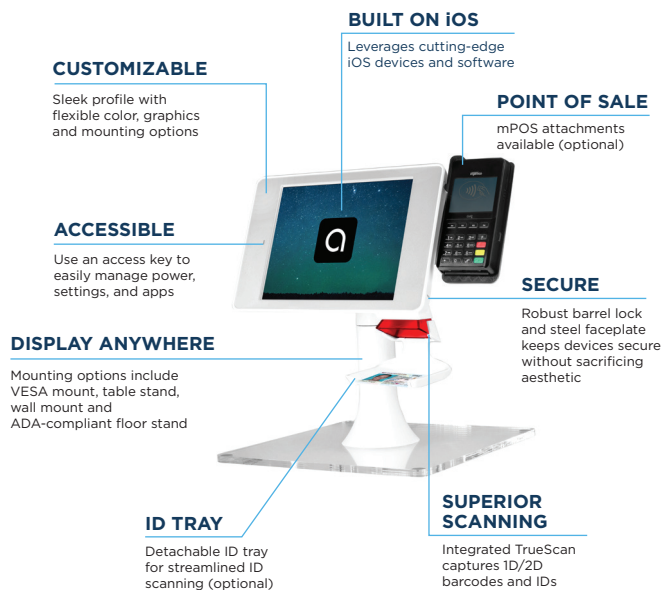 BUILT ON iOS
Leverages cutting-edge
iOS devices and software
CUSTOMIZABLE
Sleek profile with
flexible color, graphics
and mounting options
POINT OF SALE
mPOS attachments
available (optional)
ACCESSIBLE
Use an access key to
easily manage power,
settings, and apps
SECURE
Robust barrel lock
and steel faceplate
keeps devices secure
without sacrificing
aesthetic
DISPLAY ANYWHERE
Mounting options include
VESA mount, table stand,
wall mount and
ADA-compliant floor stand
ID TRAY
Detachable ID tray
for streamlined ID
scanning (optional)
SUPERIOR
SCANNING
Integrated TrueScan
captures 1D/2D
barcodes and IDs